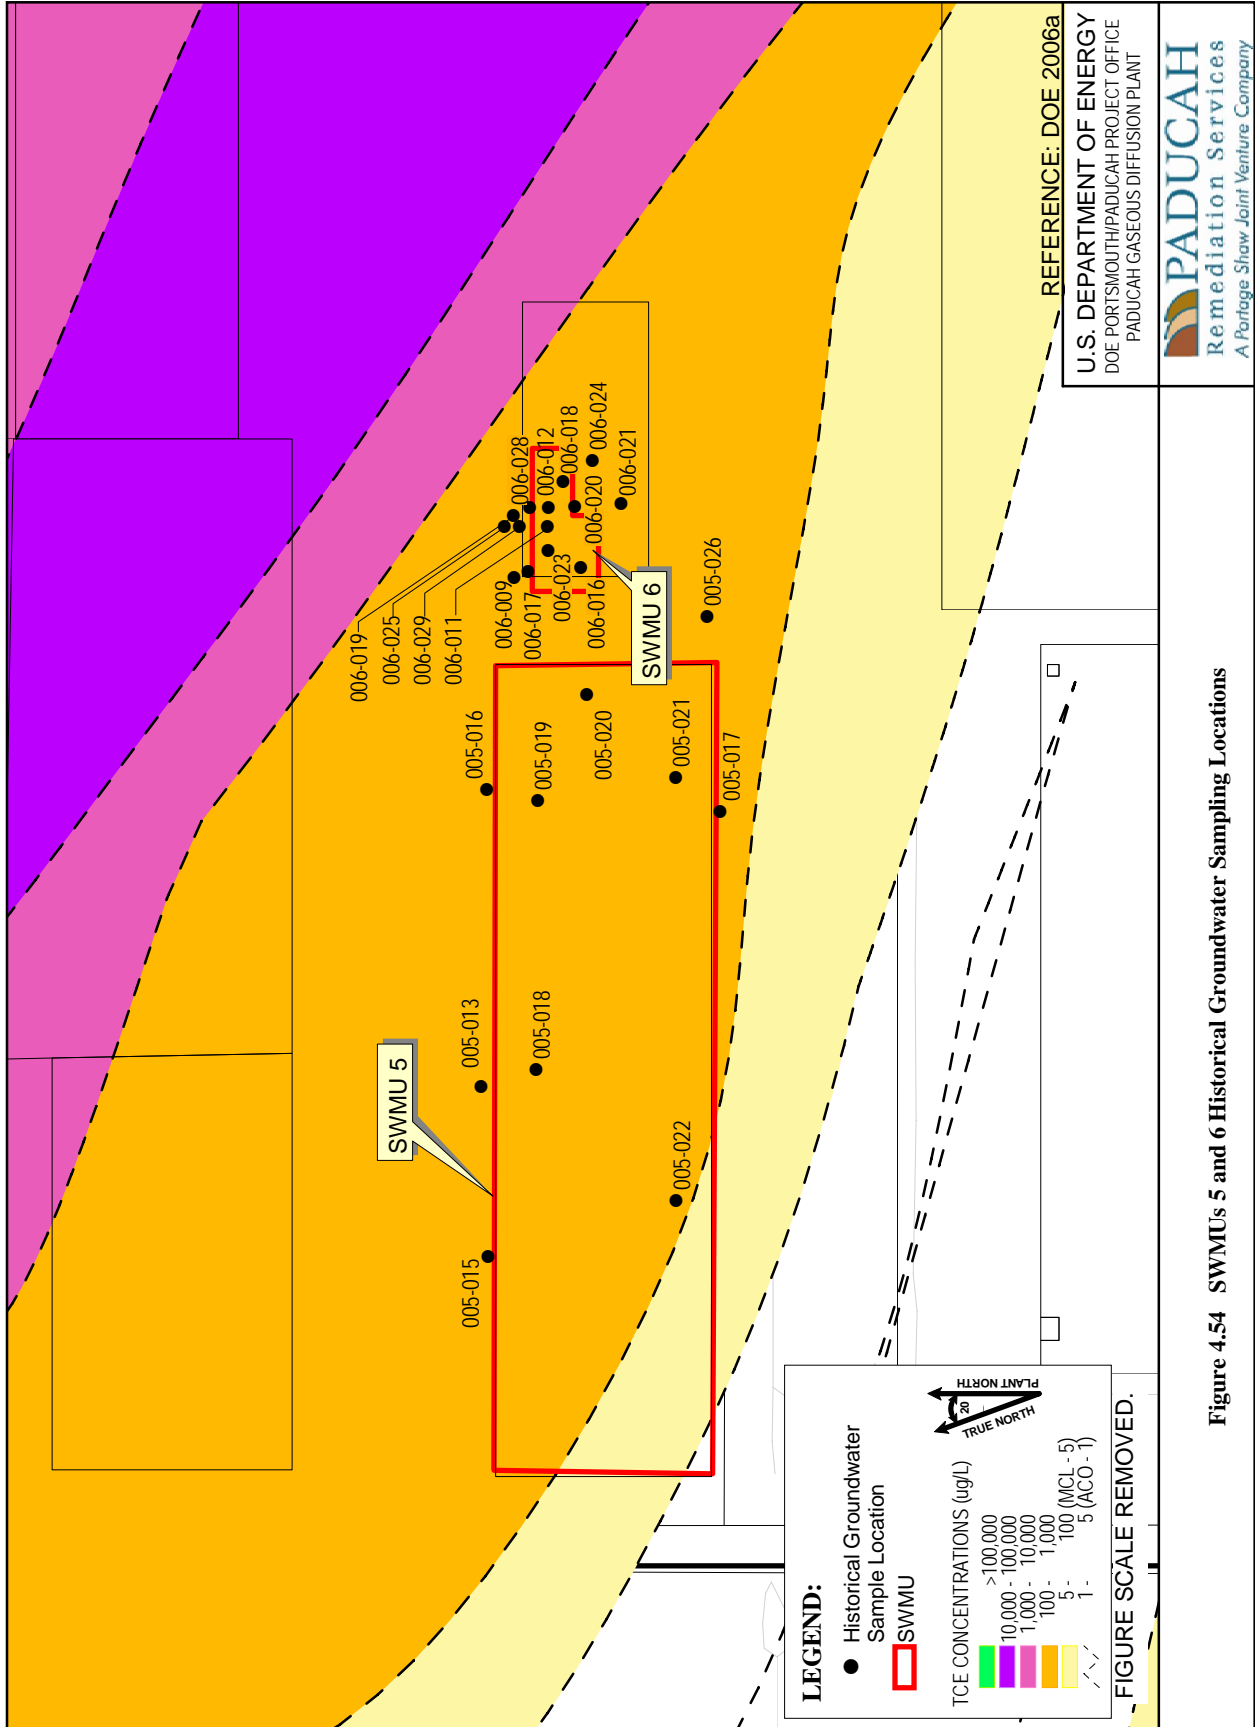 006-019
006-025
006-029
006-011
006-009
006-017
006-023
006-016
006-028
006-012
006-018
006-024
006-020
006-021
SWMU 6
005-026
005-016
005-019
005-020
005-021
005-017
005-013
005-018
SWMU 5
005-022
005-015
LEGEND:
Historical Groundwater
Sample Location
SWMU
TCE CONCENTRATIONS (ug/L)
>100,000
10,000 - 100,000
1,000 - 10,000
100 - 1,000
5 - 100 (MCL - 5)
1 - 5 (ACO - 1)
PLANT NORTH
20
TRUE NORTH
FIGURE SCALE REMOVED.
REFERENCE: DOE 2006a
U.S. DEPARTMENT OF ENERGY
DOE PORTSMOUTH/PADUCAH PROJECT OFFICE
PADUCAH GASEOUS DIFFUSION PLANT
PADUCAH
Remediation Services
A Portage Shaw Joint Venture Company
Figure 4.54 SWMUs 5 and 6 Historical Groundwater Sampling Locations